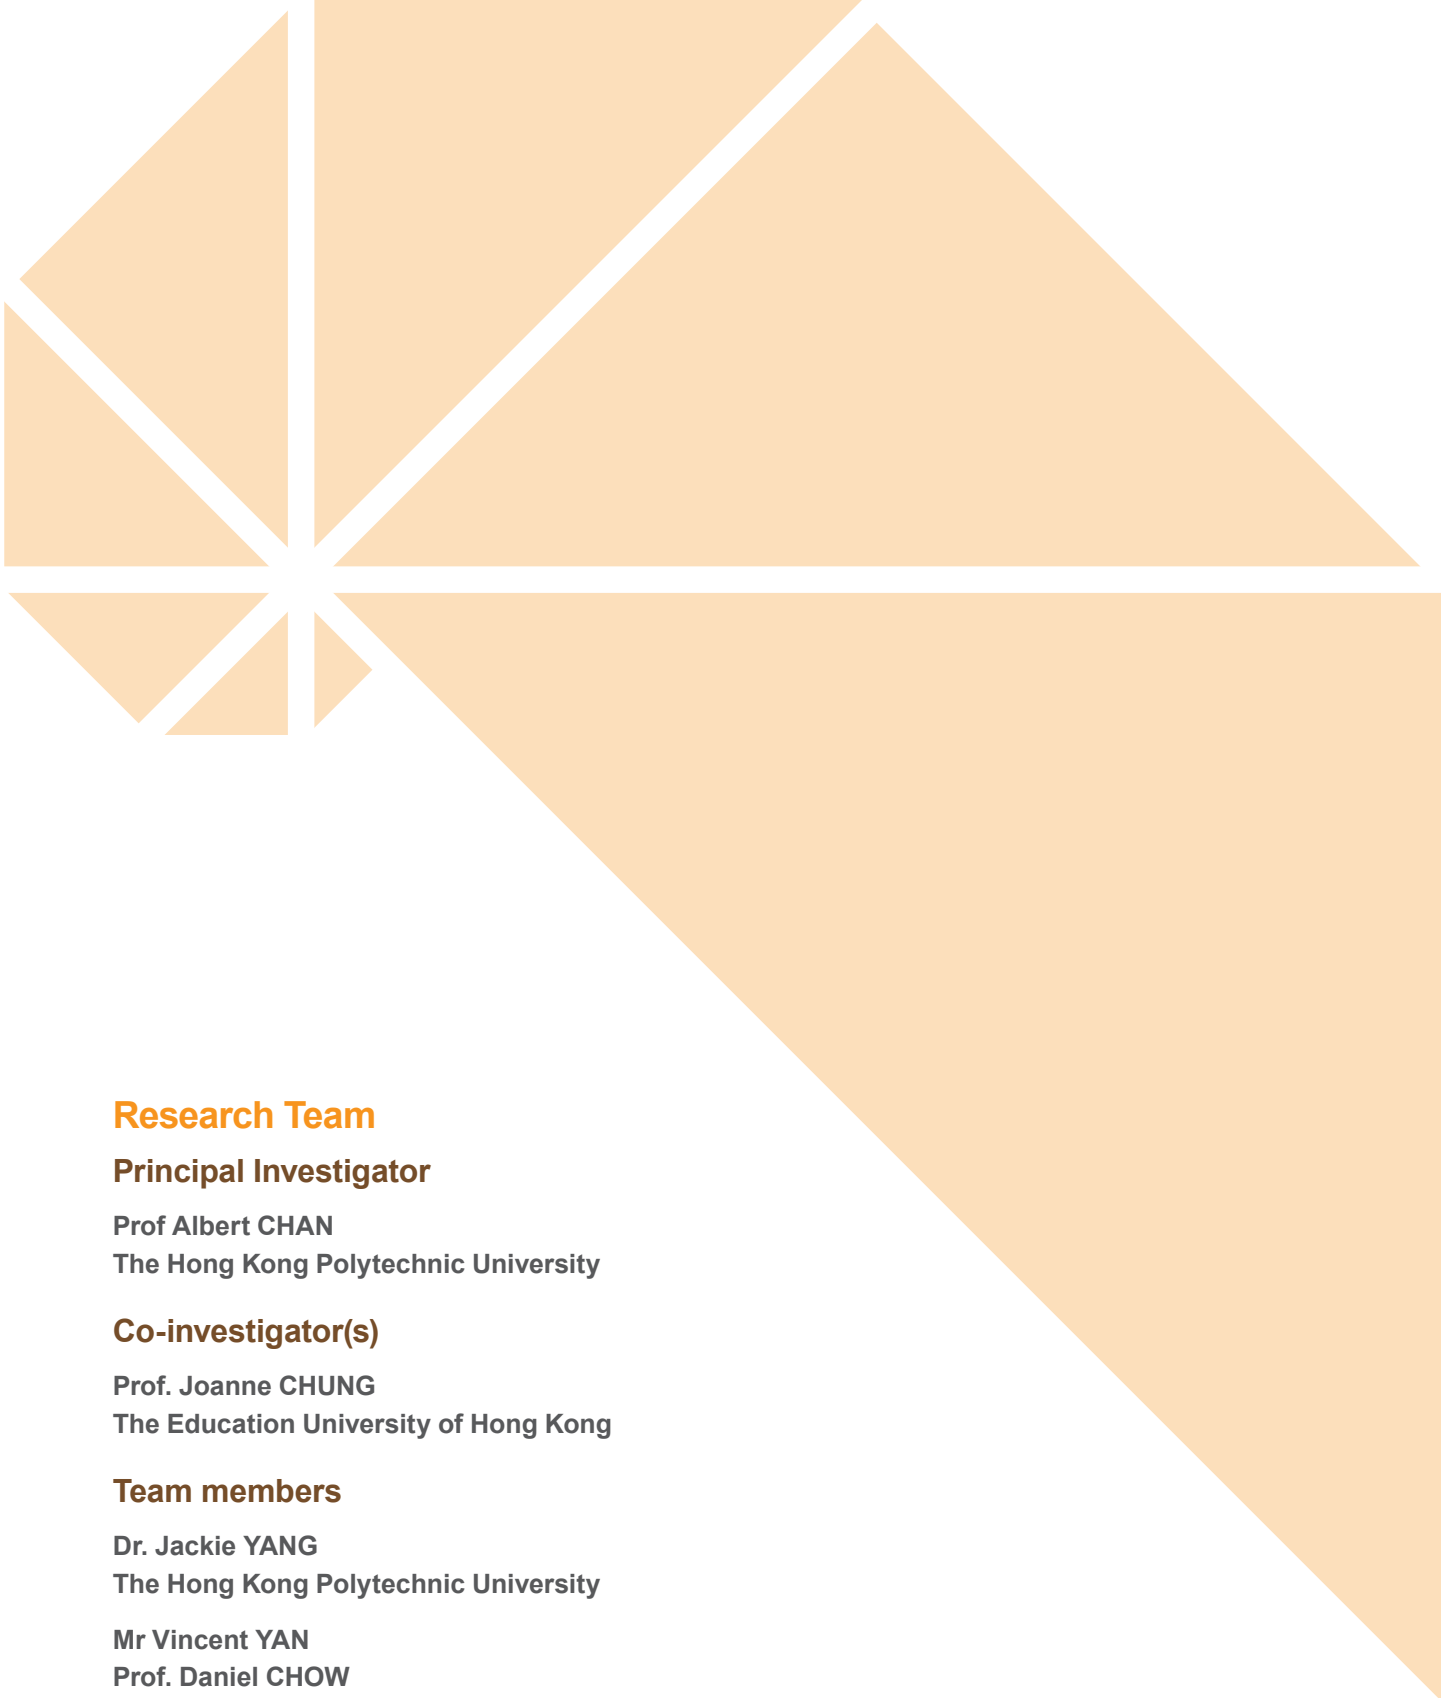 Research Team
Principal Investigator
Prof Albert CHAN
The Hong Kong Polytechnic University
Co-investigator(s)
Prof. Joanne CHUNG
The Education University of Hong Kong
Team members
Dr. Jackie YANG
The Hong Kong Polytechnic University
Mr Vincent YAN
Prof. Daniel CHOW